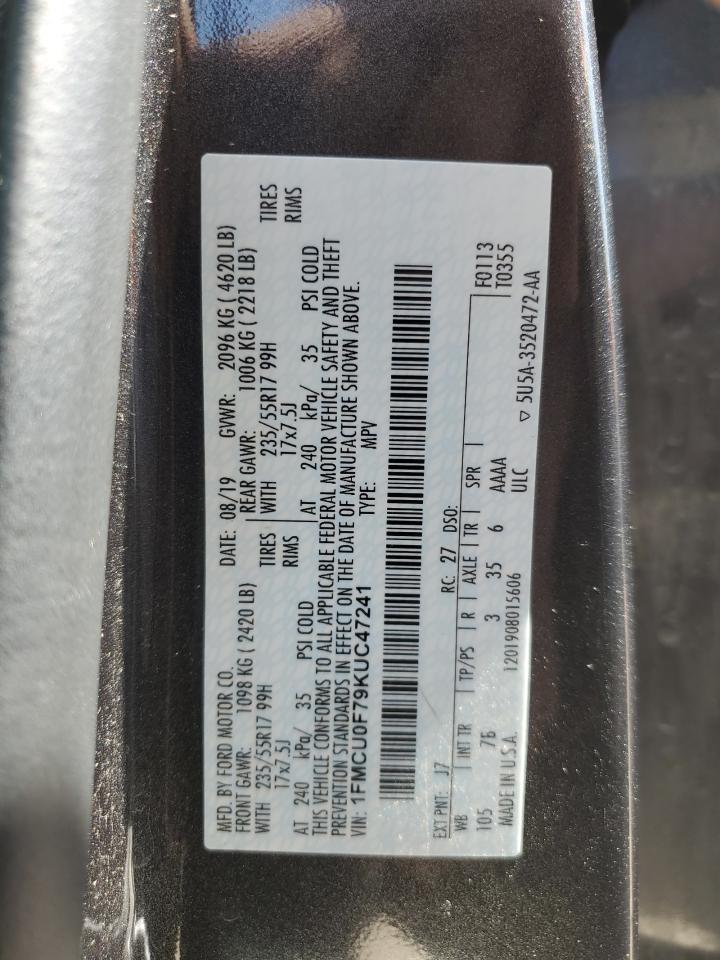 MFD. BY FORD MOTOR CO. DATE: 08/19 GVWR: 2096 KG ( 4620 LB)
FRONT GAWR: 1098 KG ( 2420 LB) REAR GAWR: 1006 KG ( 2218 LB)
WITH 235/55R17 99H TIRES WITH 235/55R17 99H TIRES
17x7.5J RIMS 17x7.5J RIMS
AT 240 kPa/ 35 PSI COLD AT 240 kPa/ 35 PSI COLD
THIS VEHICLE CONFORMS TO ALL APPLICABLE FEDERAL MOTOR VEHICLE SAFETY AND THEFT
PREVENTION STANDARDS IN EFFECT ON THE DATE OF MANUFACTURE SHOWN ABOVE.
VIN: 1FMCU0F79KUC47241 TYPE: MPV
EXT PNT: J7 RC: 27 DSO: F0113
WB INT TR TP/PS R AXLE TR SPR T0355
105 7B 3 35 6 AAAA
MADE IN U.S.A. 1201908015606 ULC ▽ 5U5A-3520472-AA